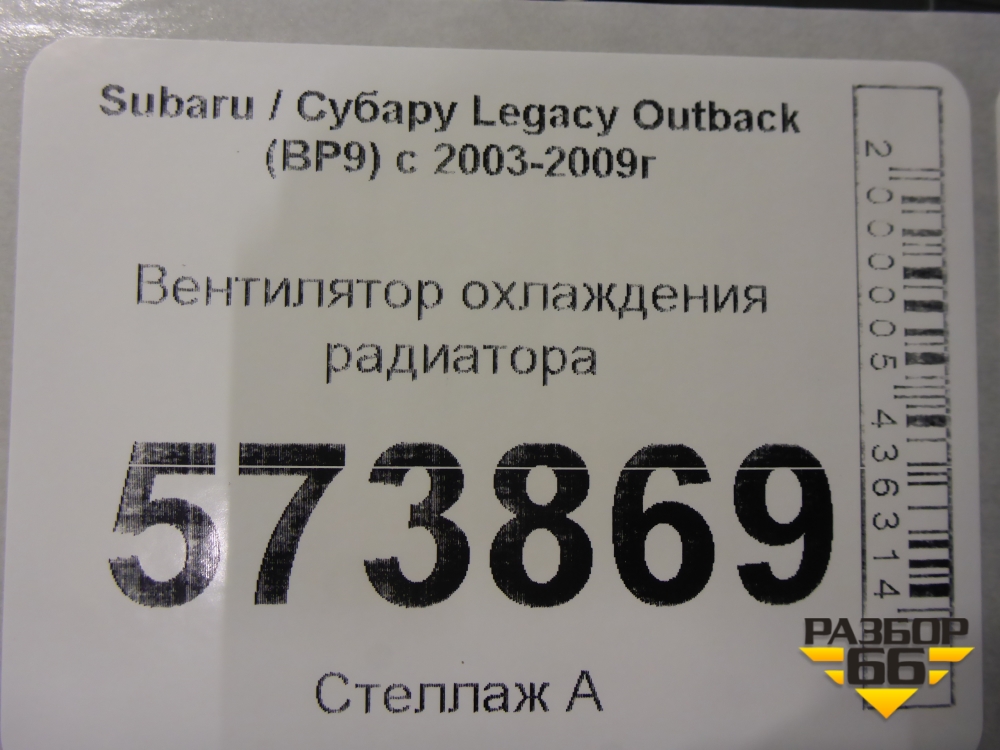 Subaru / Субару Legacy Outback
(BP9) с 2003-2009г
Вентилятор охлаждения
радиатора
573869
Стеллаж А
2000005436314
РАЗБОР
66